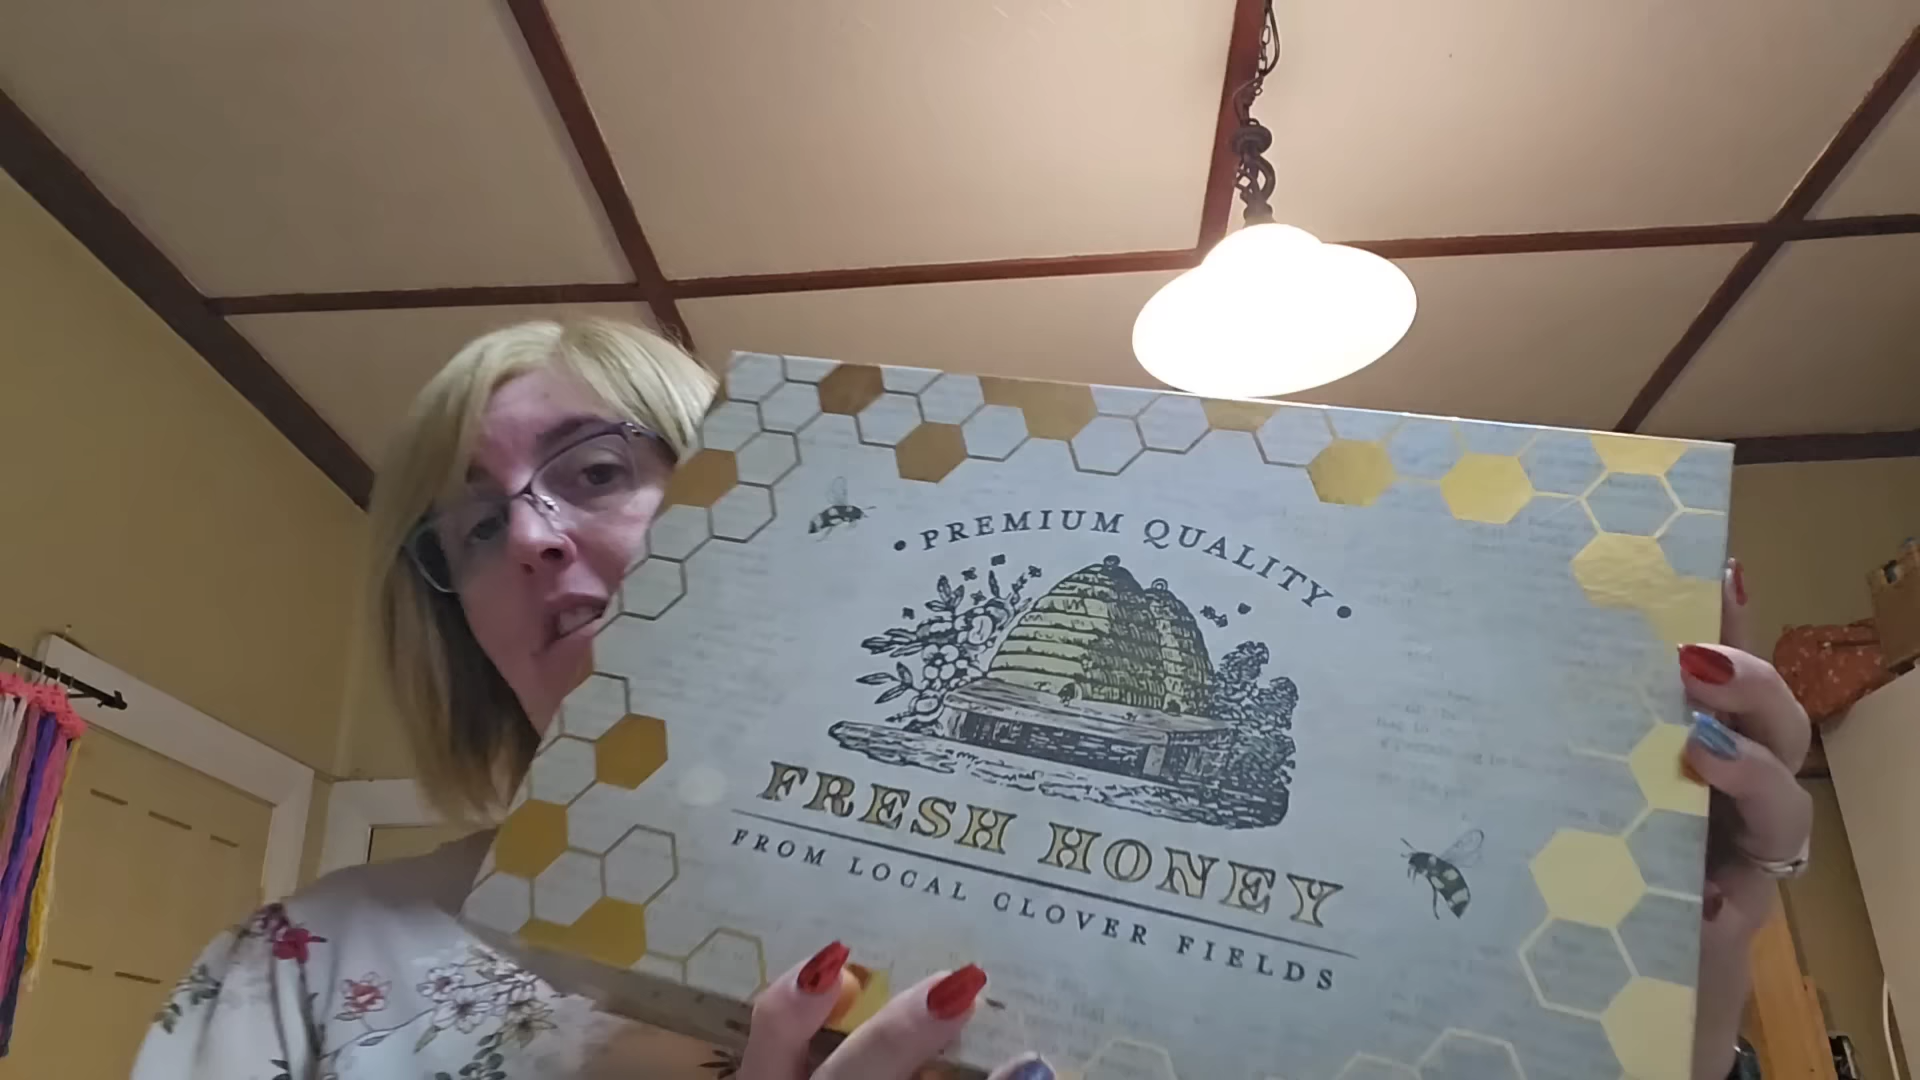 • PREMIUM QUALITY •
FRESH HONEY
FROM LOCAL CLOVER FIELDS